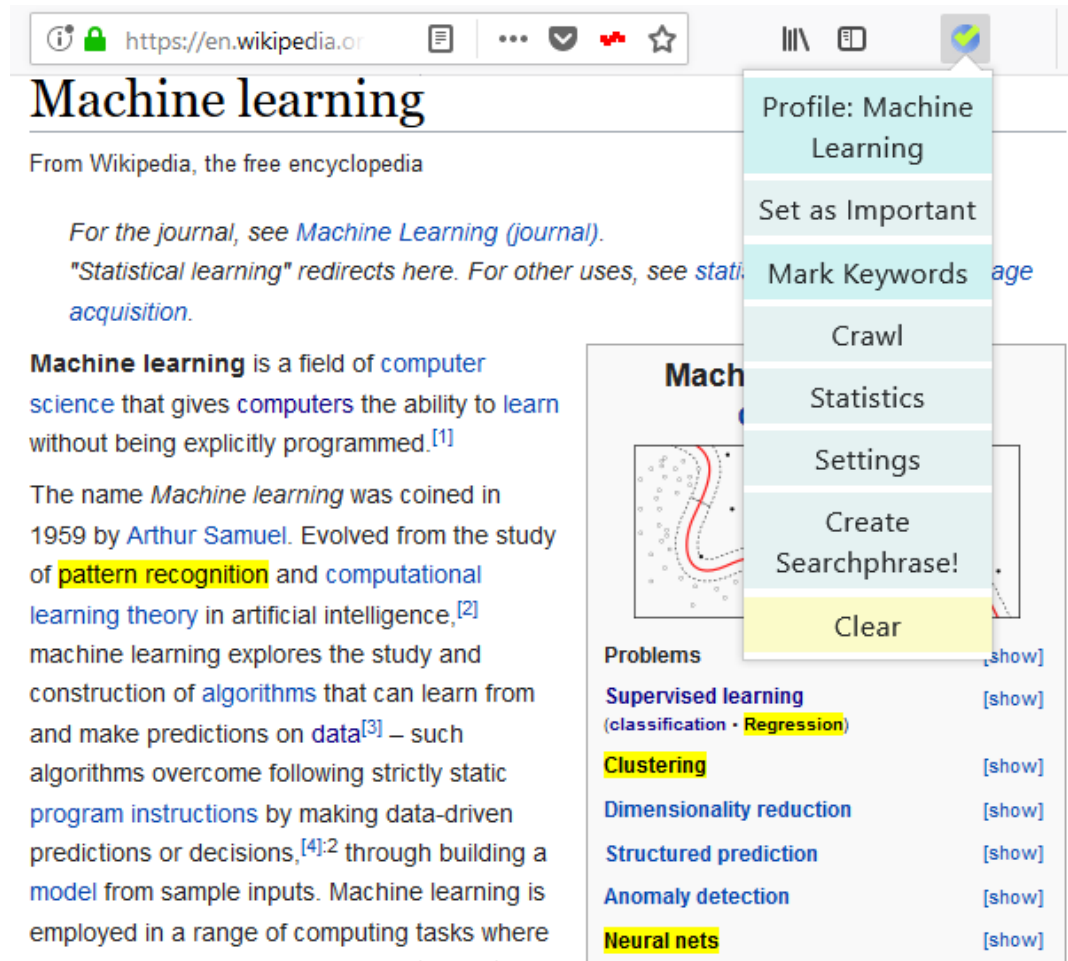 https://en.wikipedia.or
Machine learning
From Wikipedia, the free encyclopedia
For the journal, see Machine Learning (journal).
"Statistical learning" redirects here. For other uses, see age
acquisition.
Machine learning is a field of computer
science that gives computers the ability to learn
without being explicitly programmed.[1]
The name Machine learning was coined in
1959 by Arthur Samuel. Evolved from the study
of pattern recognition and computational
learning theory in artificial intelligence,[2]
machine learning explores the study and
construction of algorithms that can learn from
and make predictions on data[3] – such
algorithms overcome following strictly static
program instructions by making data-driven
predictions or decisions,[4]:2 through building a
model from sample inputs. Machine learning is
employed in a range of computing tasks where
Profile: Machine
Learning
Set as Important
Mark Keywords
Crawl
Statistics
Settings
Create
Searchphrase!
Clear
Mach
Problems [show]
Supervised learning [show]
(classification • Regression)
Clustering [show]
Dimensionality reduction [show]
Structured prediction [show]
Anomaly detection [show]
Neural nets [show]